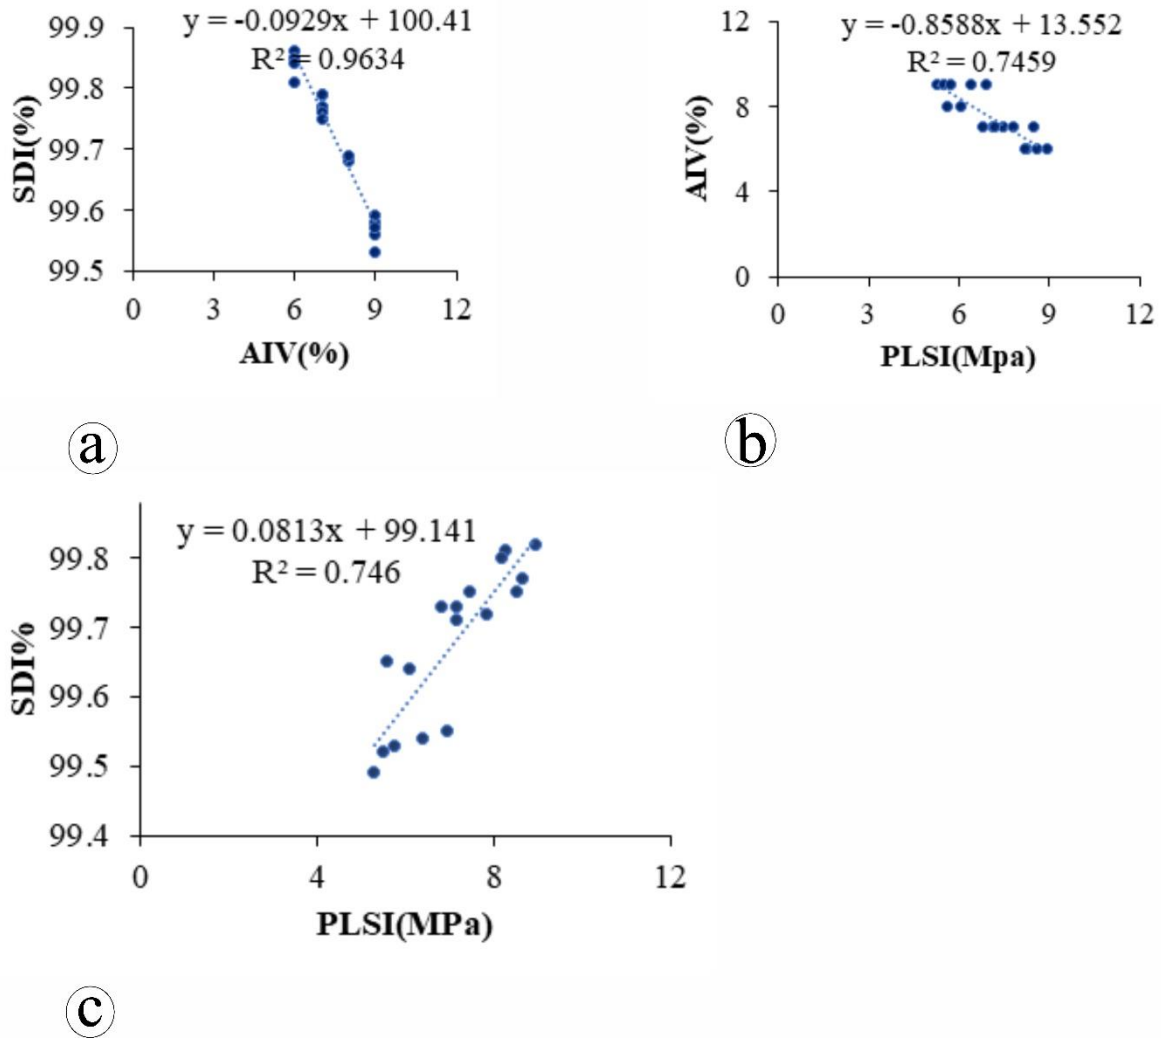 y = -0.0929x + 100.41
R² = 0.9634
99.9
99.8
99.7
99.6
99.5
SDI(%)
0 3 6 9 12
AIV(%)
a
y = -0.8588x + 13.552
R² = 0.7459
12
8
4
0
AIV(%)
0 3 6 9 12
PLSI(Mpa)
b
y = 0.0813x + 99.141
R² = 0.746
99.8
99.7
99.6
99.5
99.4
SDI%
0 4 8 12
PLSI(MPa)
c